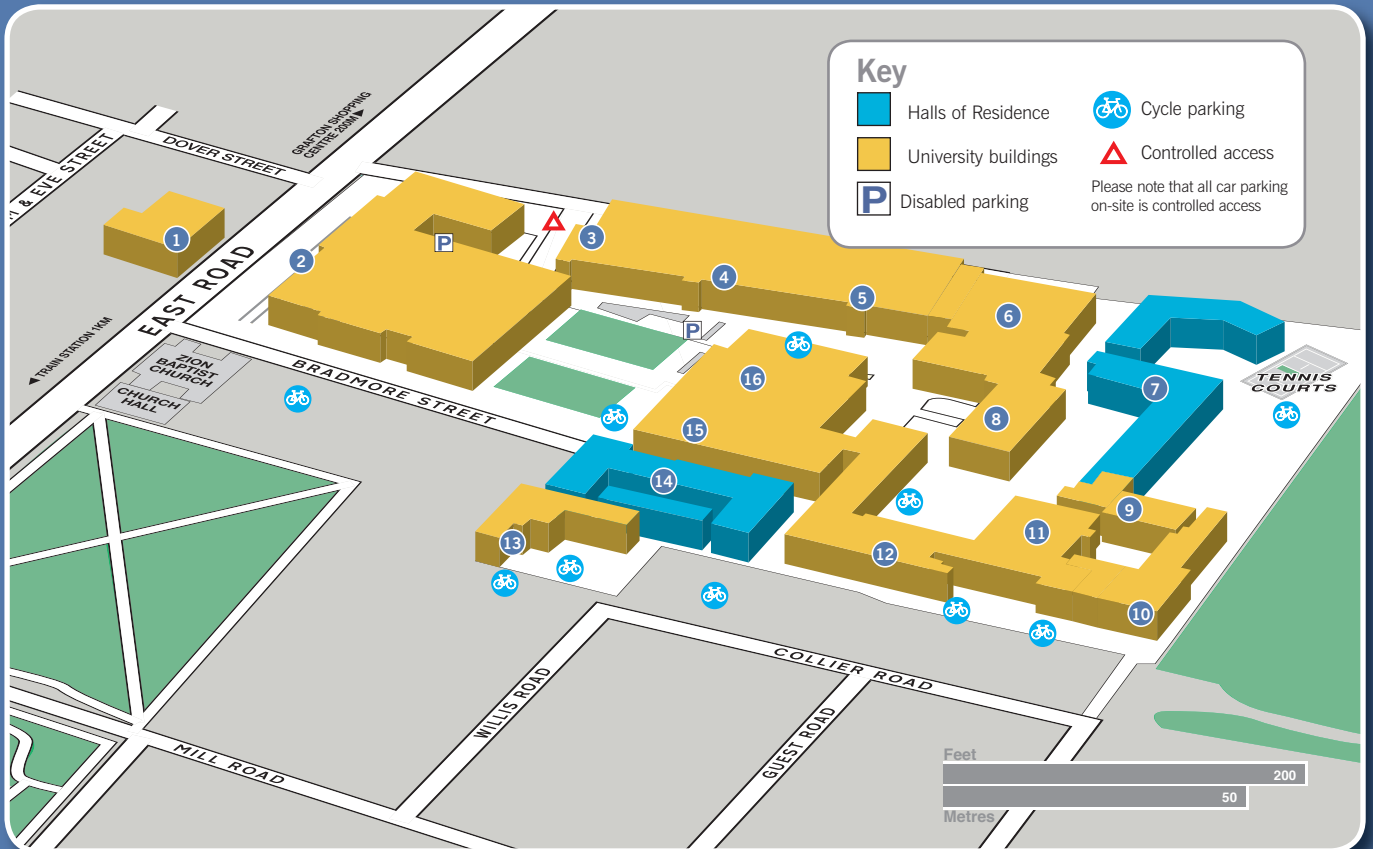 Key
Halls of Residence
University buildings
P
Disabled parking
Cycle parking
Controlled access
Please note that all car parking
on-site is controlled access
GRAFTON SHOPPING
CENTRE 200M
DOVER STREET
& EVE STREET
EAST ROAD
TRAIN STATION 1KM
ZION
BAPTIST
CHURCH
CHURCH
HALL
BRADMORE STREET
1
2
3
4
5
6
7
8
9
10
11
12
13
14
15
16
P
P
TENNIS
COURTS
COLLIER ROAD
WILLIS ROAD
GUEST ROAD
MILL ROAD
Feet
200
50
Metres